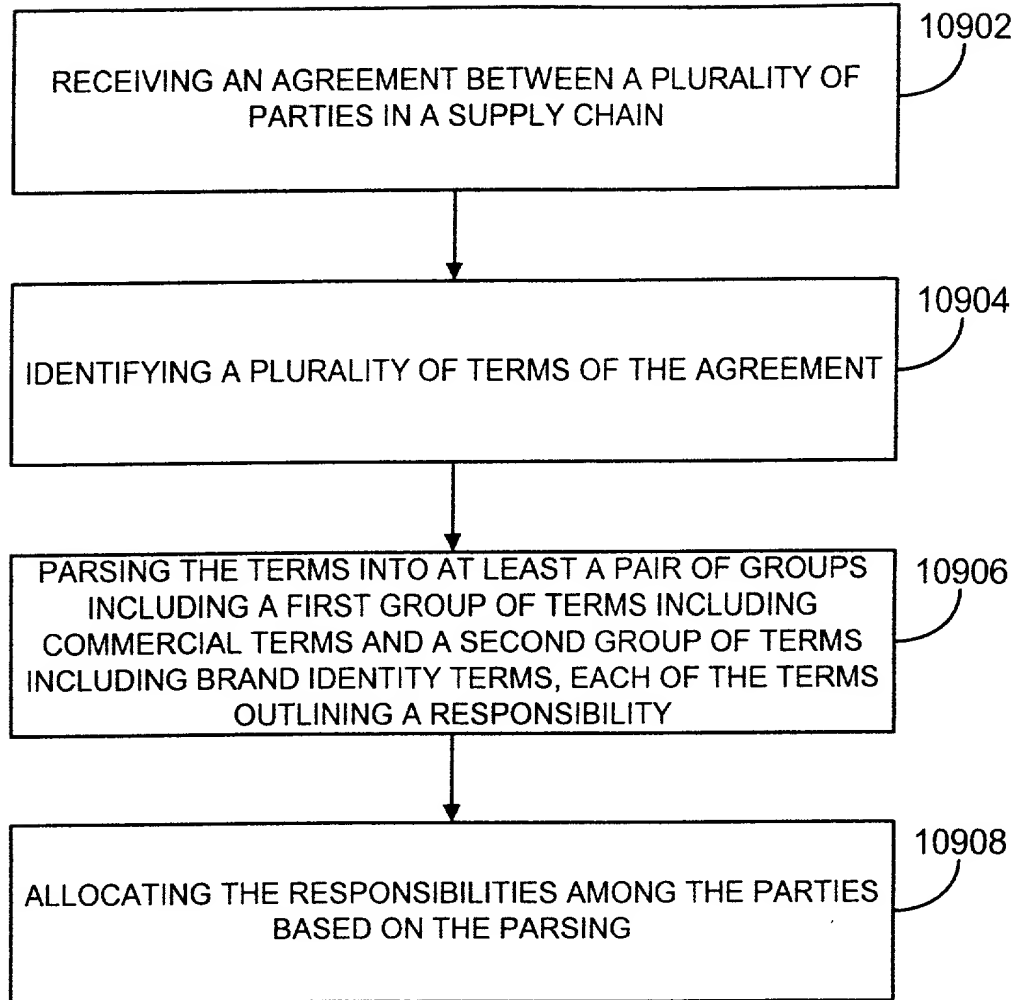 10902
RECEIVING AN AGREEMENT BETWEEN A PLURALITY OF
PARTIES IN A SUPPLY CHAIN
10904
IDENTIFYING A PLURALITY OF TERMS OF THE AGREEMENT
10906
PARSING THE TERMS INTO AT LEAST A PAIR OF GROUPS
INCLUDING A FIRST GROUP OF TERMS INCLUDING
COMMERCIAL TERMS AND A SECOND GROUP OF TERMS
INCLUDING BRAND IDENTITY TERMS, EACH OF THE TERMS
OUTLINING A RESPONSIBILITY
10908
ALLOCATING THE RESPONSIBILITIES AMONG THE PARTIES
BASED ON THE PARSING